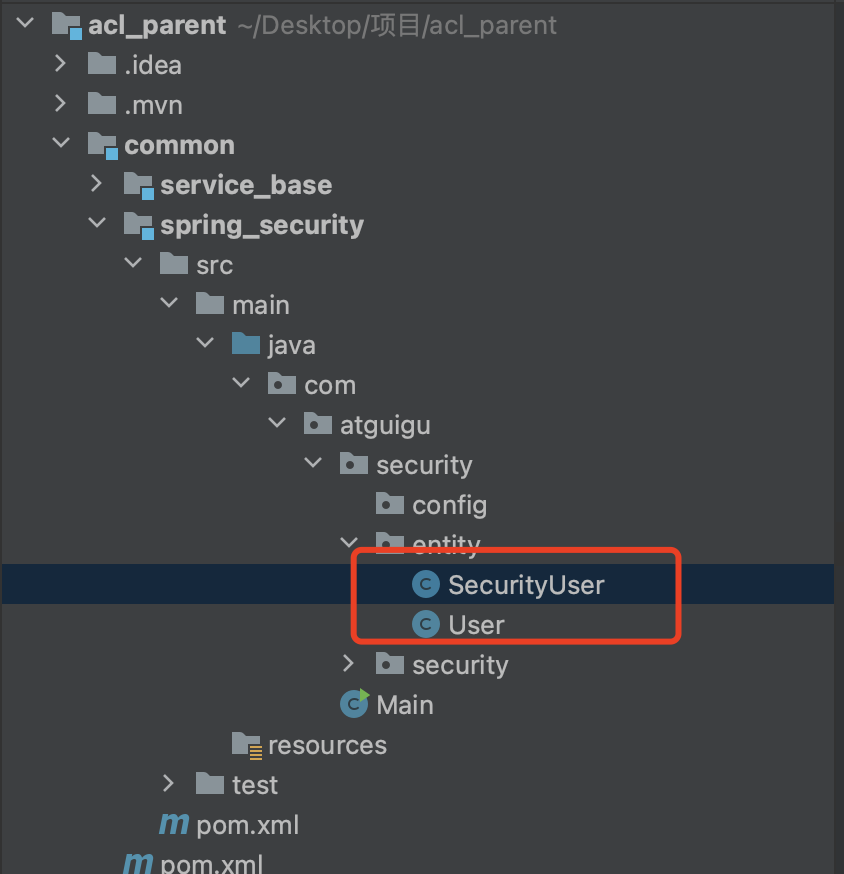 acl_parent ~/Desktop/项目/acl_parent
.idea
.mvn
common
service_base
spring_security
src
main
java
com
atguigu
security
config
entity
C SecurityUser
C User
security
C Main
resources
test
m pom.xml
m pom.xml